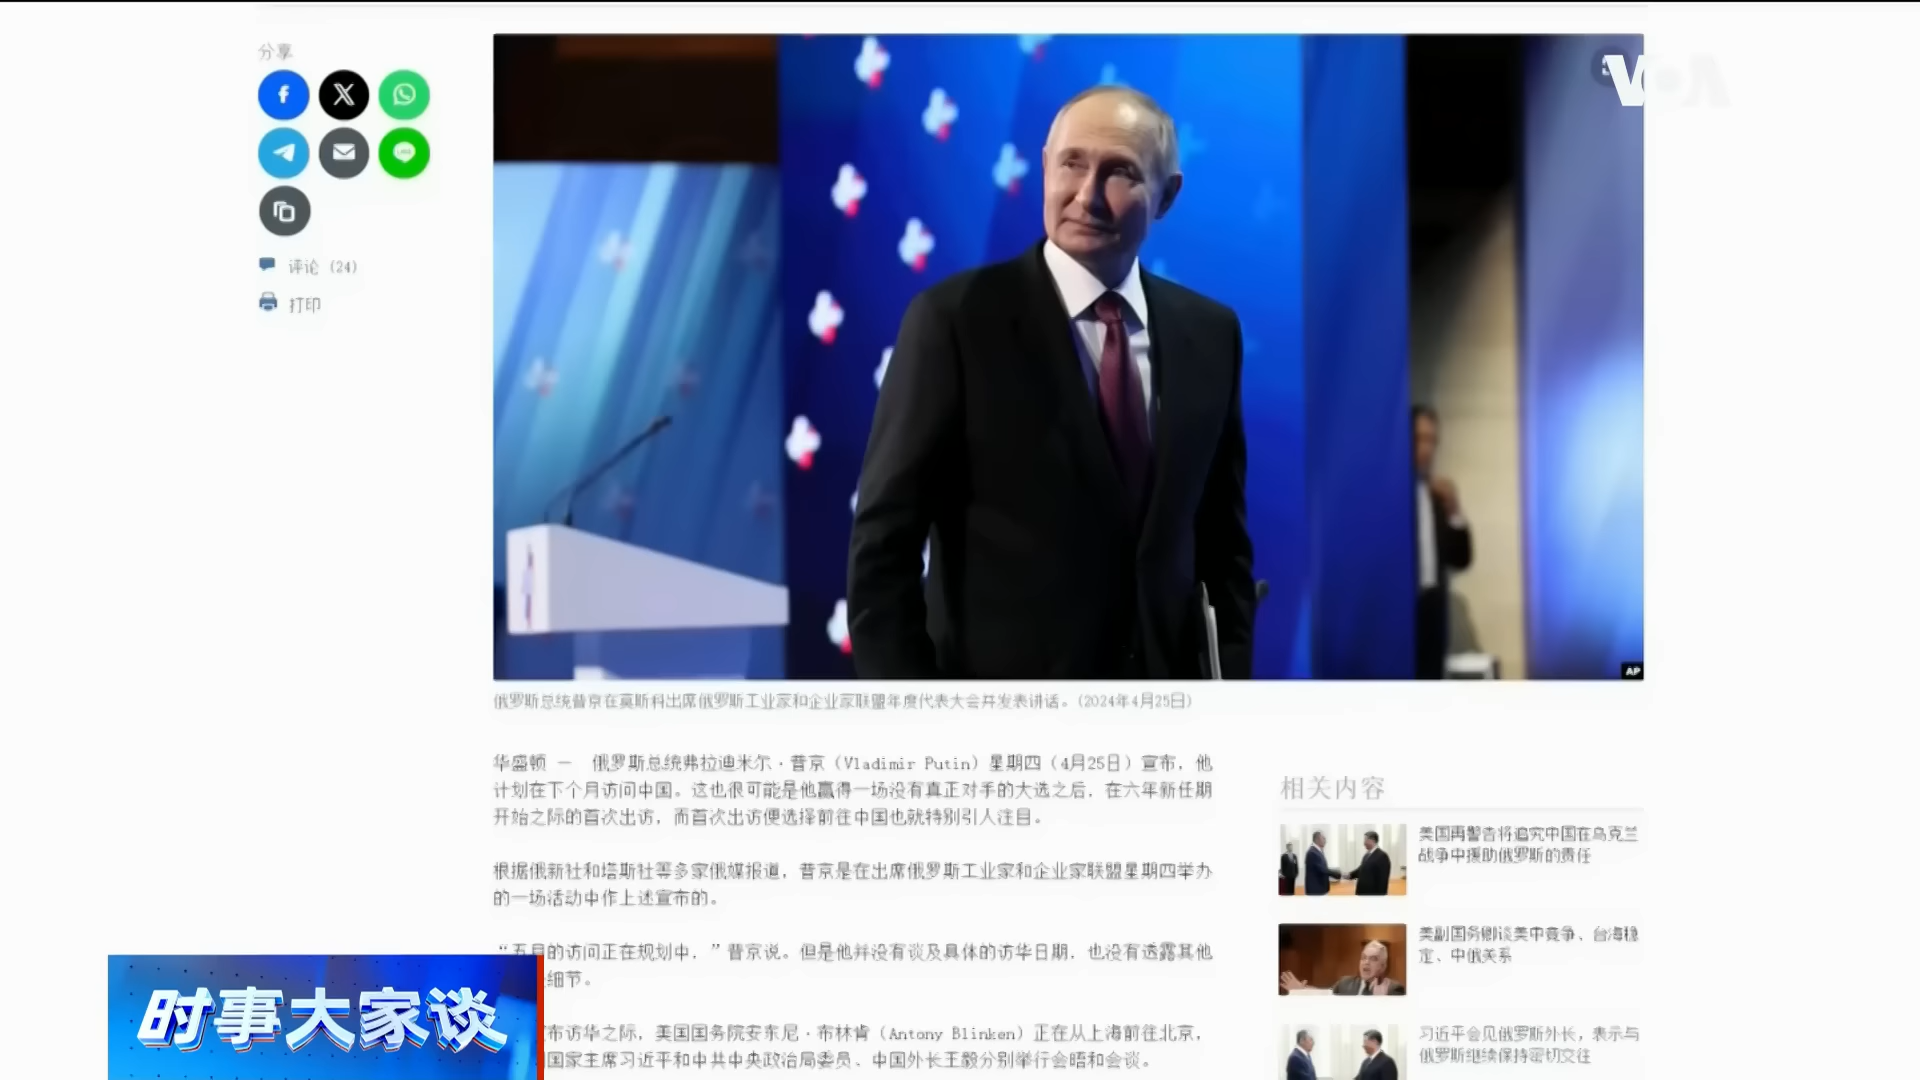 分享
VOA
评论 (24)
打印
AP
俄罗斯总统普京在莫斯科出席俄罗斯工业家和企业家联盟年度代表大会并发表讲话。(2024年4月25日)
华盛顿 — 俄罗斯总统弗拉迪米尔·普京（Vladimir Putin）星期四（4月25日）宣布，他
计划在下个月访问中国。这也很可能是他赢得一场没有真正对手的大选之后，在六年新任期
开始之际的首次出访，而首次出访便选择前往中国也就特别引人注目。
根据俄新社和塔斯社等多家俄媒报道，普京是在出席俄罗斯工业家和企业家联盟星期四举办
的一场活动中作上述宣布的。
“五月的访问正在规划中，”普京说。但是他并没有谈及具体的访华日期，也没有透露其他
细节。
布访华之际，美国国务院安东尼·布林肯（Antony Blinken）正在从上海前往北京，
国家主席习近平和中共中央政治局委员、中国外长王毅分别举行会晤和会谈。
相关内容
美国再警告将追究中国在乌克兰
战争中援助俄罗斯的责任
美副国务卿谈美中竞争、台海稳
定、中俄关系
习近平会见俄罗斯外长，表示与
俄罗斯继续保持密切交往
时事大家谈